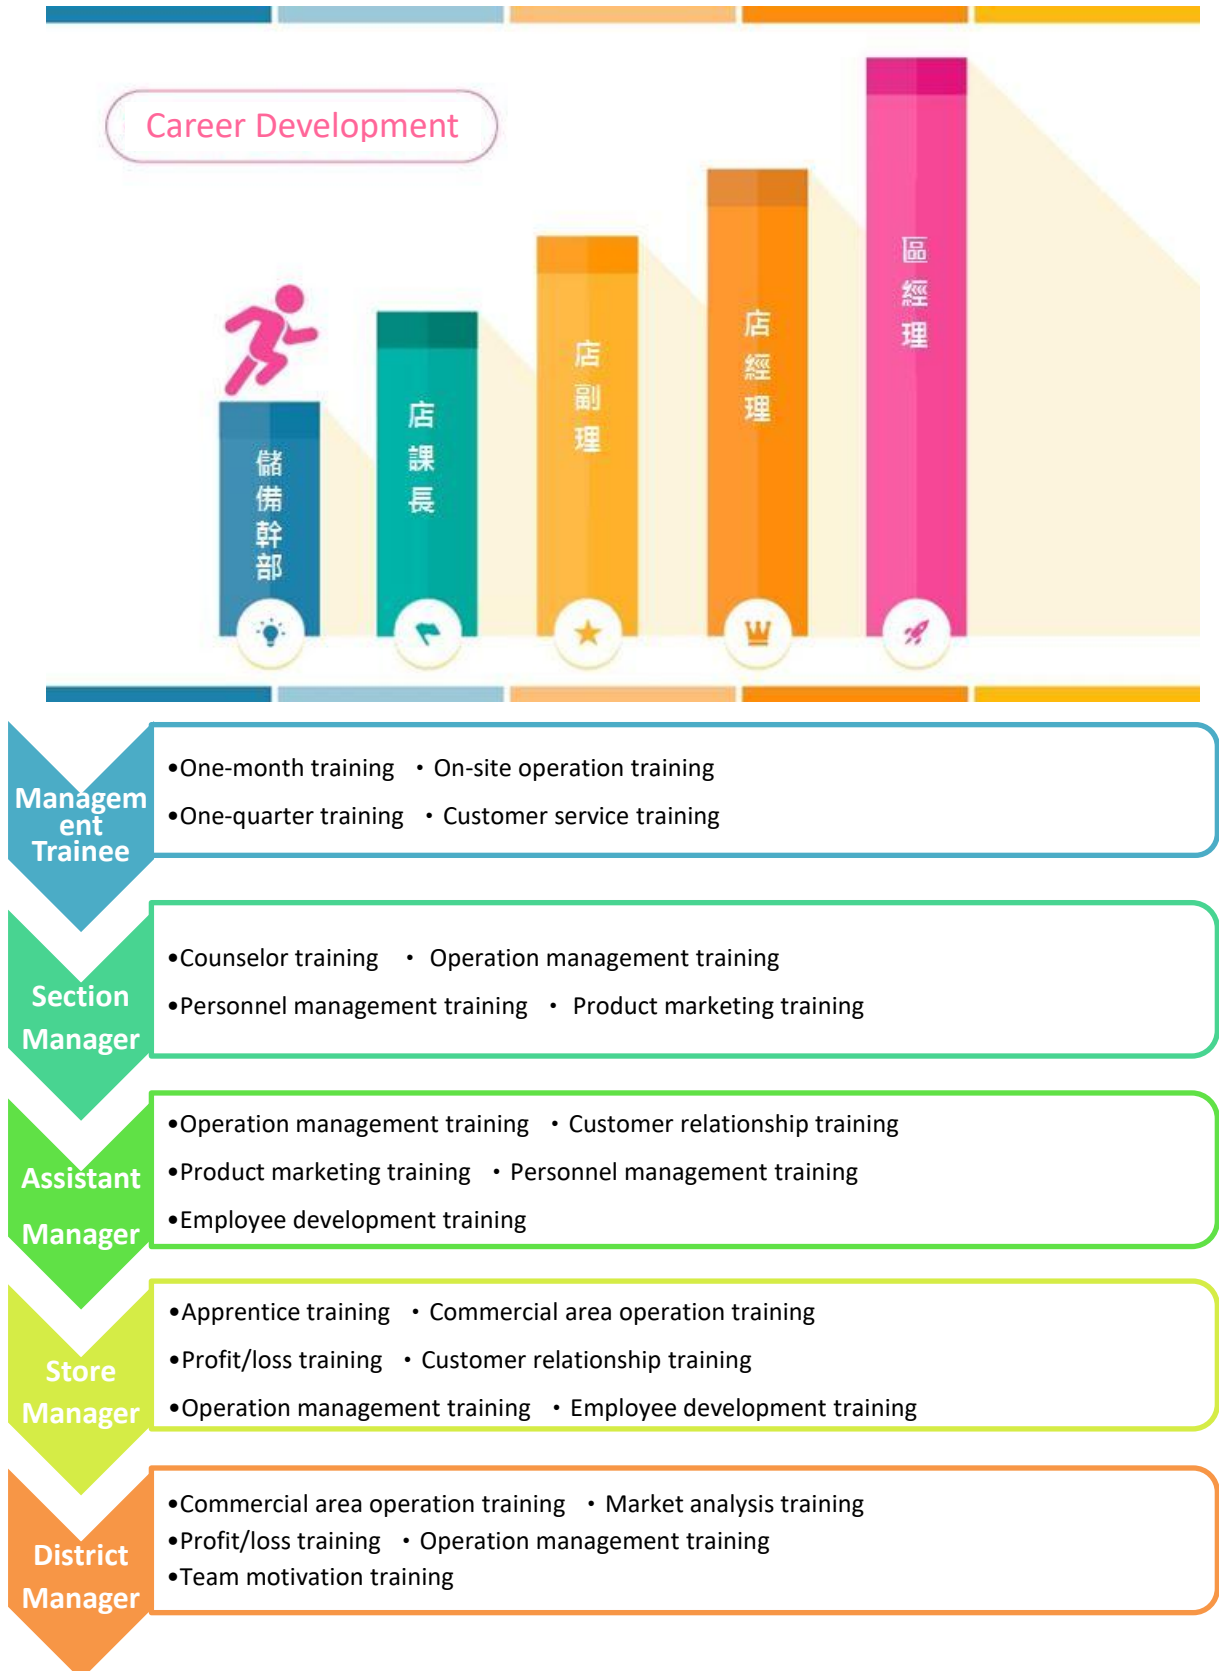 Career Development
儲備幹部
店課長
店副理
店經理
區經理
Managem
ent
Trainee
•One-month training ・On-site operation training
•One-quarter training ・Customer service training
Section
Manager
•Counselor training ・ Operation management training
•Personnel management training ・ Product marketing training
Assistant
Manager
•Operation management training ・Customer relationship training
•Product marketing training ・Personnel management training
•Employee development training
Store
Manager
•Apprentice training ・Commercial area operation training
•Profit/loss training ・Customer relationship training
•Operation management training ・Employee development training
District
Manager
•Commercial area operation training ・Market analysis training
•Profit/loss training ・Operation management training
•Team motivation training